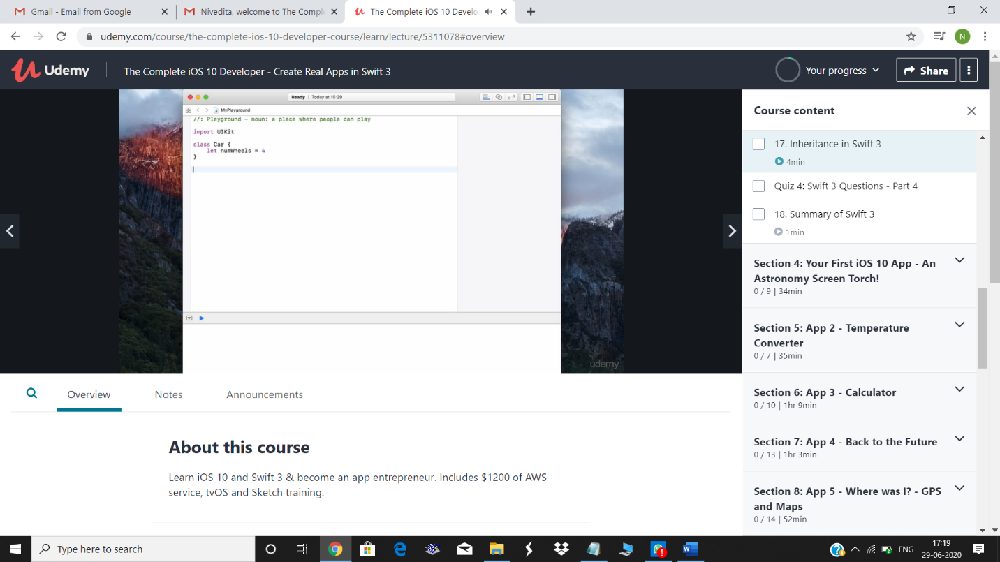 Gmail - Email from Google
Nivedita, welcome to The Comple
The Complete iOS 10 Develo
udemy.com/course/the-complete-ios-10-developer-course/learn/lecture/5311078#overview
N
Udemy
The Complete iOS 10 Developer - Create Real Apps in Swift 3
Your progress
Share
Ready | Today at 15:29
MyPlayground
//: Playground - noun: a place where people can play
import UIKit
class Car {
let numWheels = 4
}
udemy
Course content
17. Inheritance in Swift 3
4min
Quiz 4: Swift 3 Questions - Part 4
18. Summary of Swift 3
1min
Section 4: Your First iOS 10 App - An
Astronomy Screen Torch!
0 / 9 | 34min
Section 5: App 2 - Temperature
Converter
0 / 7 | 35min
Section 6: App 3 - Calculator
0 / 10 | 1hr 9min
Section 7: App 4 - Back to the Future
0 / 13 | 1hr 3min
Section 8: App 5 - Where was I? - GPS
and Maps
0 / 14 | 52min
Overview
Notes
Announcements
About this course
Learn iOS 10 and Swift 3 & become an app entrepreneur. Includes $1200 of AWS
service, tvOS and Sketch training.
Type here to search
ENG
17:19
29-06-2020